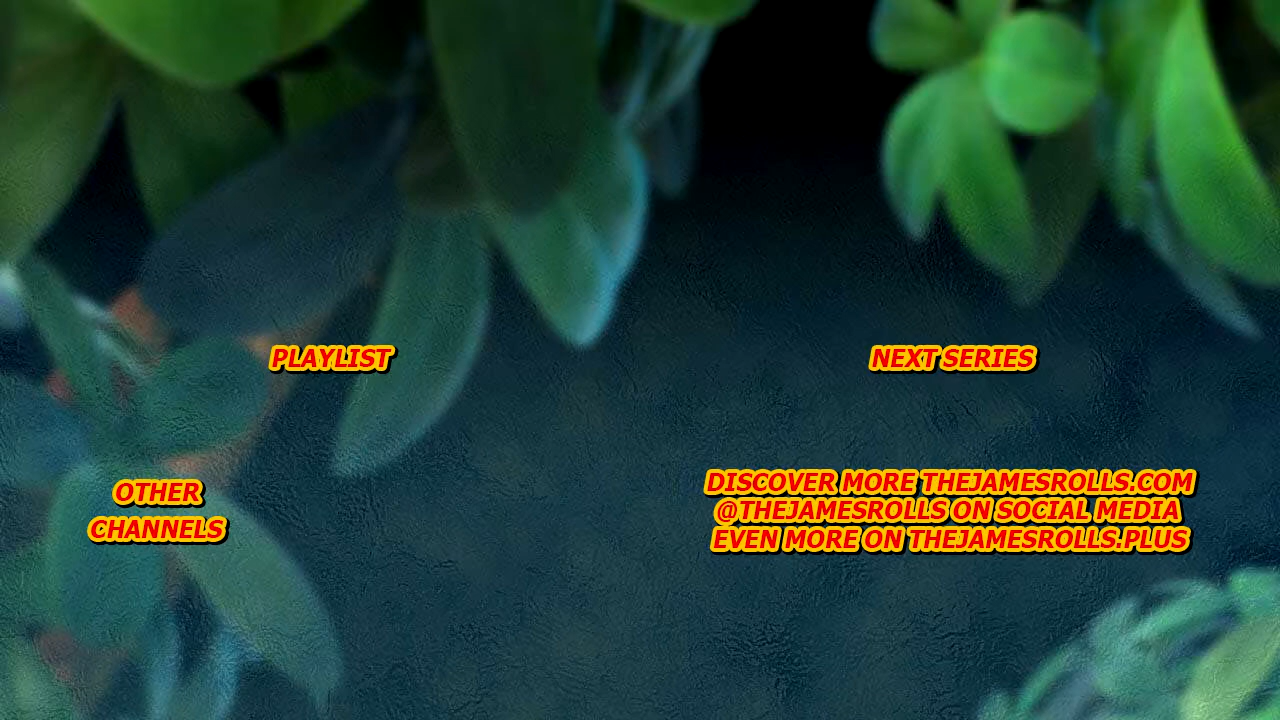 PLAYLIST
NEXT SERIES
OTHER
CHANNELS
DISCOVER MORE THEJAMESROLLS.COM
@THEJAMESROLLS ON SOCIAL MEDIA
EVEN MORE ON THEJAMESROLLS.PLUS